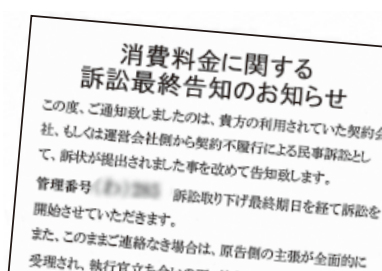 消費料金に関する
訴訟最終告知のお知らせ
この度、ご通知致しましたのは、貴方の利用されていた契約会
社、もしくは運営会社側から契約不履行による民事訴訟とし
て、訴状が提出されました事を改めて告知致します。
管理番号(わ)285 訴訟取り下げ最終期日を経て訴訟を
開始させていただきます。
また、このままご連絡なき場合は、原告側の主張が全面的に
受理され、執行官立ち会いの